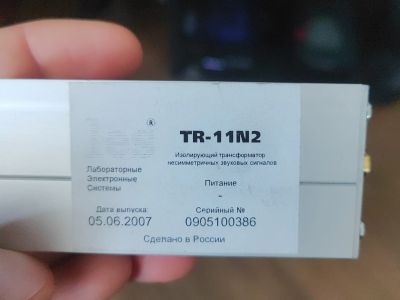 ®
TR-11N2
Изолирующий трансформатор
несимметричных звуковых сигналов
Лабораторные
Электронные
Системы
Питание
-
Дата выпуска:
05.06.2007
Серийный №
0905100386
Сделано в России